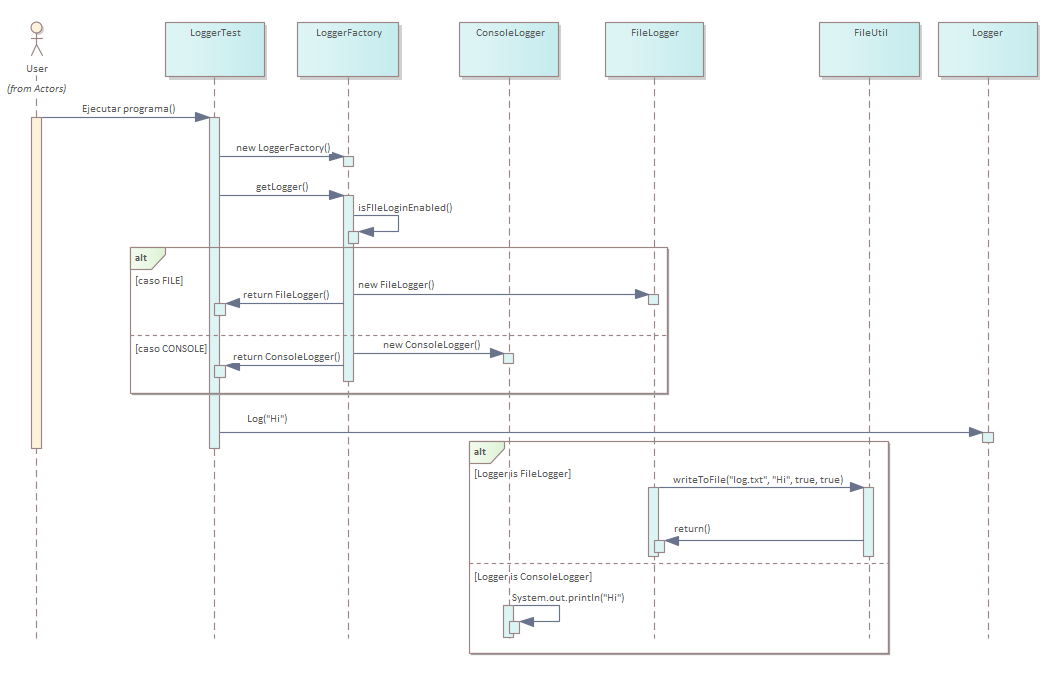 LoggerTest
LoggerFactory
ConsoleLogger
FileLogger
FileUtil
Logger
User
(from Actors)
Ejecutar programa()
new LoggerFactory()
getLogger()
isFIleLoginEnabled()
alt
[caso FILE]
new FileLogger()
return FileLogger()
[caso CONSOLE]
new ConsoleLogger()
return ConsoleLogger()
Log("Hi")
alt
[Logger is FileLogger]
writeToFile("log.txt", "Hi", true, true)
return()
[Logger is ConsoleLogger]
System.out.println("Hi")